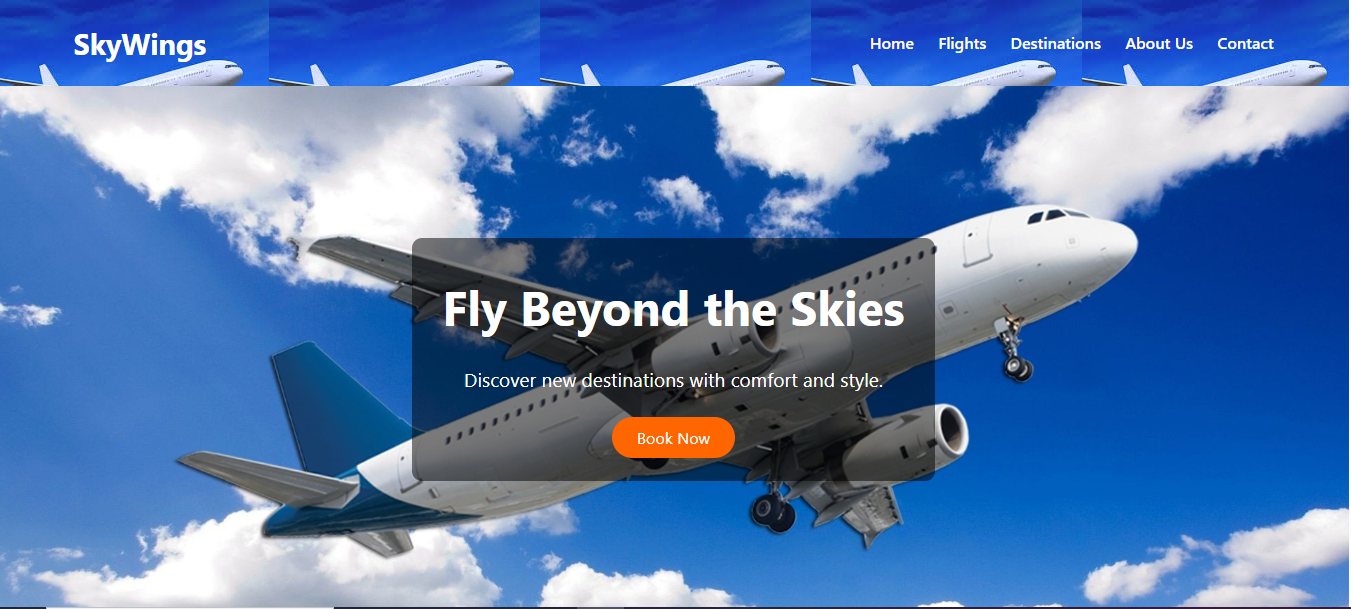 SkyWings
Home Flights Destinations About Us Contact
Fly Beyond the Skies
Discover new destinations with comfort and style.
Book Now